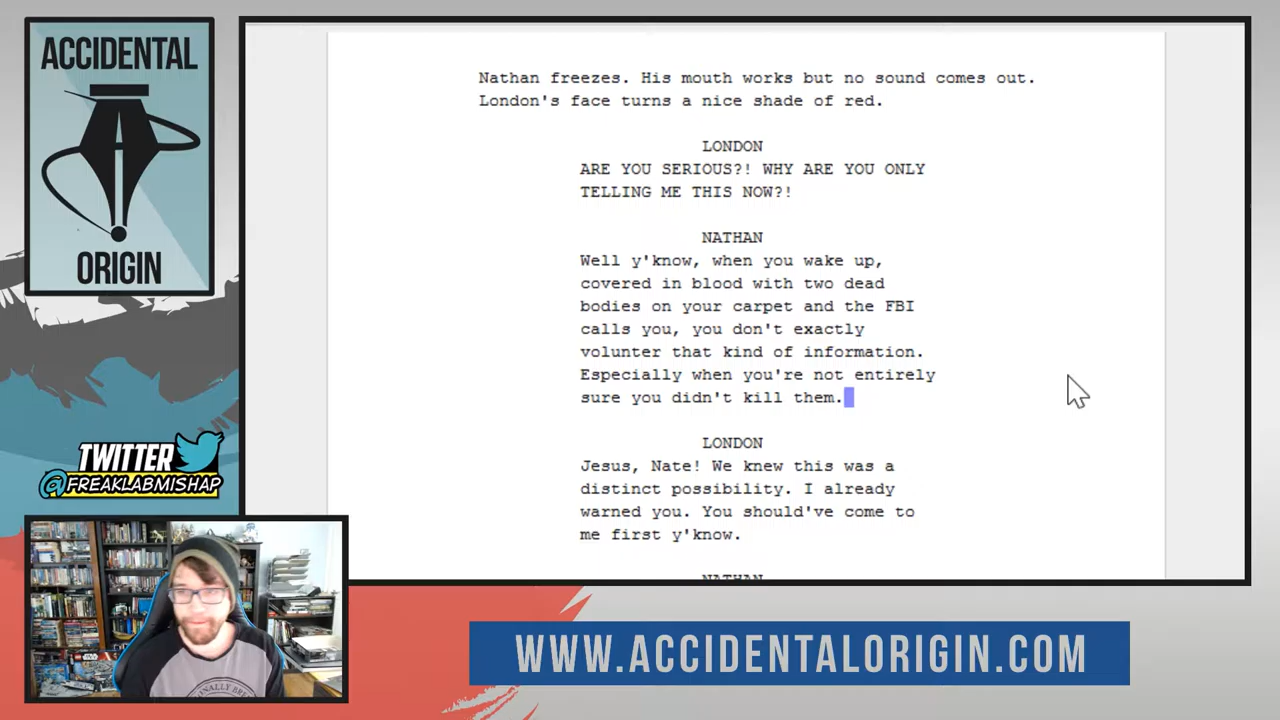 ACCIDENTAL
ORIGIN
Nathan freezes. His mouth works but no sound comes out.
London's face turns a nice shade of red.
LONDON
ARE YOU SERIOUS?! WHY ARE YOU ONLY
TELLING ME THIS NOW?!
NATHAN
Well y'know, when you wake up,
covered in blood with two dead
bodies on your carpet and the FBI
calls you, you don't exactly
volunter that kind of information.
Especially when you're not entirely
sure you didn't kill them.
LONDON
Jesus, Nate! We knew this was a
distinct possibility. I already
warned you. You should've come to
me first y'know.
NATHAN
TWITTER
@FREAKLABMISHAP
WWW.ACCIDENTALORIGIN.COM